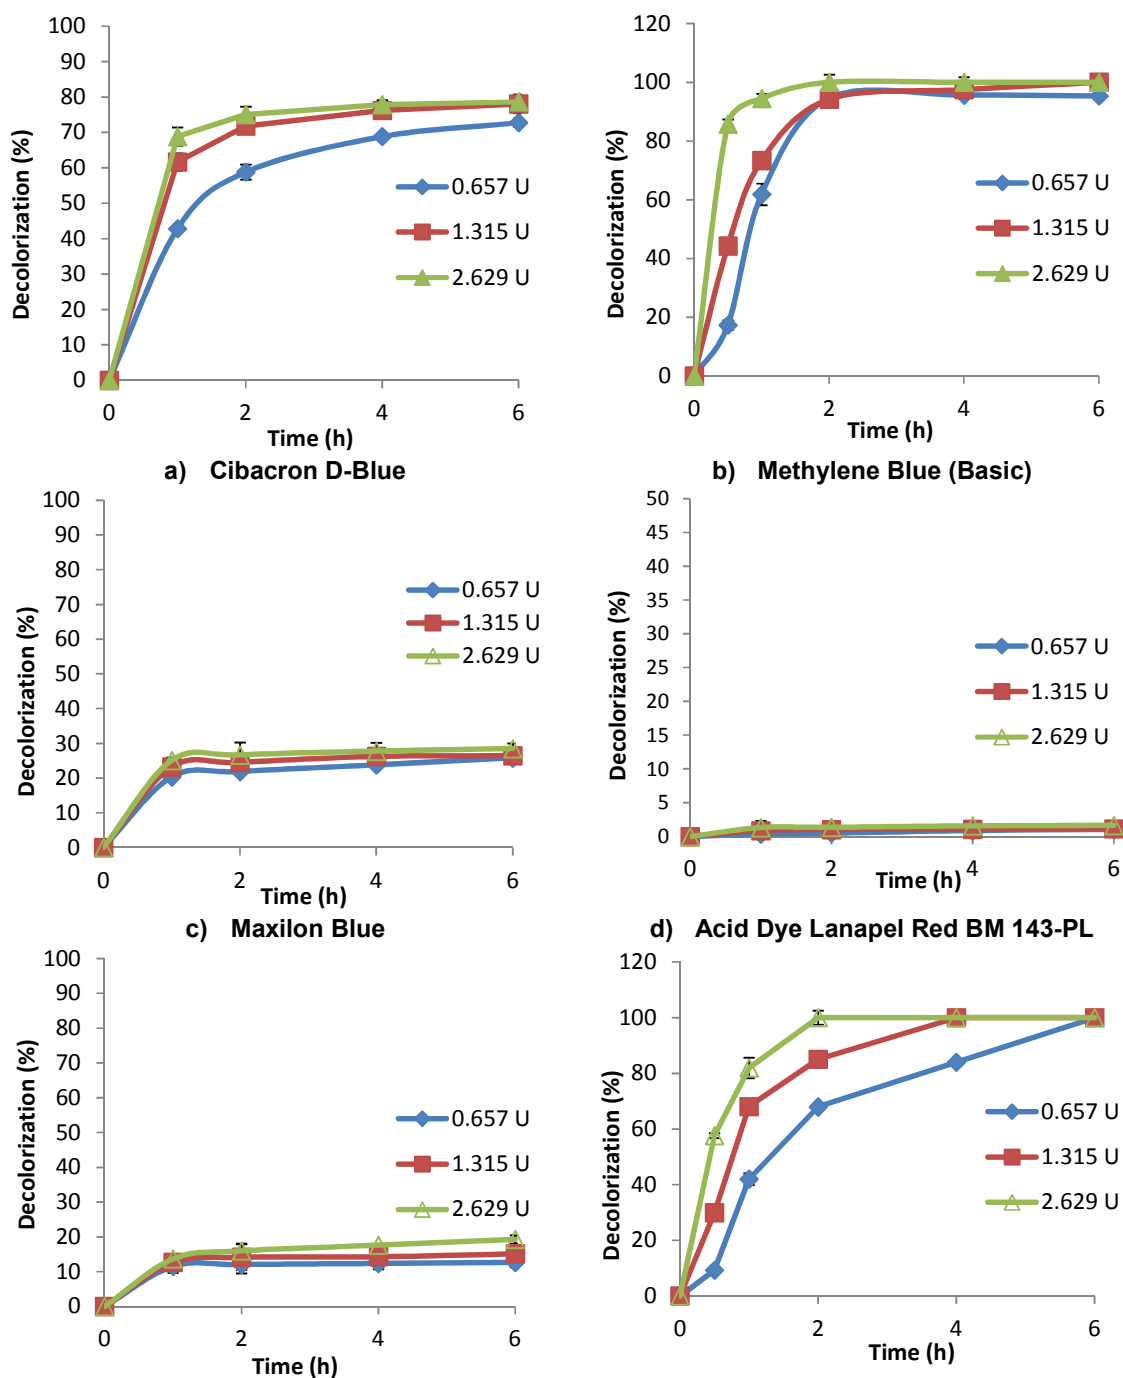 100
90
80
70
60
50
40
30
20
10
0
Decolorization (%)
0.657 U
1.315 U
2.629 U
0 2 4 6
Time (h)
a) Cibacron D-Blue
120
100
80
60
40
20
0
Decolorization (%)
0.657 U
1.315 U
2.629 U
0 2 4 6
Time (h)
b) Methylene Blue (Basic)
100
90
80
70
60
50
40
30
20
10
0
Decolorization (%)
0.657 U
1.315 U
2.629 U
0 2 4 6
Time (h)
c) Maxilon Blue
50
45
40
35
30
25
20
15
10
5
0
Decolorization (%)
0.657 U
1.315 U
2.629 U
0 2 4 6
Time (h)
d) Acid Dye Lanapel Red BM 143-PL
100
90
80
70
60
50
40
30
20
10
0
Decolorization (%)
0.657 U
1.315 U
2.629 U
0 2 4 6
Time (h)
120
100
80
60
40
20
0
Decolorization (%)
0.657 U
1.315 U
2.629 U
0 2 4 6
Time (h)